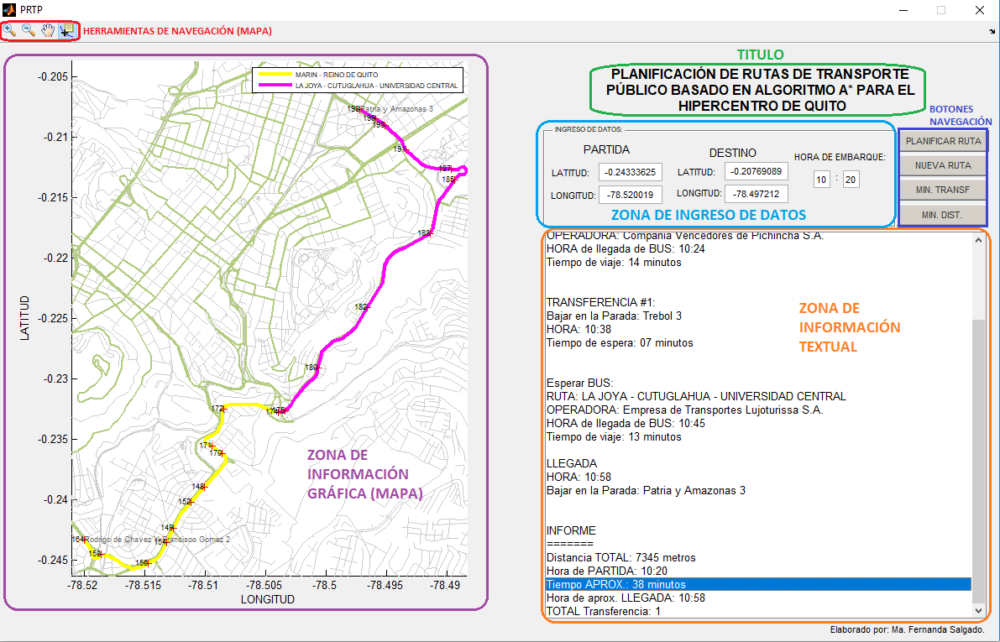 PRTP
HERRAMIENTAS DE NAVEGACIÓN (MAPA)
MARIN - REINO DE QUITO
LA JOYA - CUTUGLAHUA - UNIVERSIDAD CENTRAL
-0.205
-0.21
-0.215
-0.22
-0.225
-0.23
-0.235
-0.24
-0.245
LATITUD
Patria y Amazonas 3
187
185
183
182
180
172
171
170
152
149
164
Rodrigo de Chavez Y Francisco Gomez 2
ZONA DE
INFORMACIÓN
GRÁFICA (MAPA)
-78.52
-78.515
-78.51
-78.505
-78.5
-78.495
-78.49
LONGITUD
TITULO
PLANIFICACIÓN DE RUTAS DE TRANSPORTE
PÚBLICO BASADO EN ALGORITMO A* PARA EL
HIPERCENTRO DE QUITO
BOTONES
NAVEGACIÓN
INGRESO DE DATOS:
PARTIDA
LATITUD: -0.24333625
LONGITUD: -78.520019
DESTINO
LATITUD: -0.20769089
LONGITUD: -78.497212
HORA DE EMBARQUE:
10 : 20
ZONA DE INGRESO DE DATOS
PLANIFICAR RUTA
NUEVA RUTA
MIN. TRANSF
MIN. DIST.
OPERADORA: Compania Vencedores de Pichincha S.A.
HORA de llegada de BUS: 10:24
Tiempo de viaje: 14 minutos
TRANSFERENCIA #1:
Bajar en la Parada: Trebol 3
HORA: 10:38
Tiempo de espera: 07 minutos
ZONA DE
INFORMACIÓN
TEXTUAL
Esperar BUS:
RUTA: LA JOYA - CUTUGLAHUA - UNIVERSIDAD CENTRAL
OPERADORA: Empresa de Transportes Lujoturissa S.A.
HORA de llegada de BUS: 10:45
Tiempo de viaje: 13 minutos
LLEGADA
HORA: 10:58
Bajar en la Parada: Patria y Amazonas 3
INFORME
=======
Distancia TOTAL: 7345 metros
Hora de PARTIDA: 10:20
Tiempo APROX.: 38 minutos
Hora de aprox. LLEGADA: 10:58
TOTAL Transferencia: 1
Elaborado por: Ma. Fernanda Salgado.